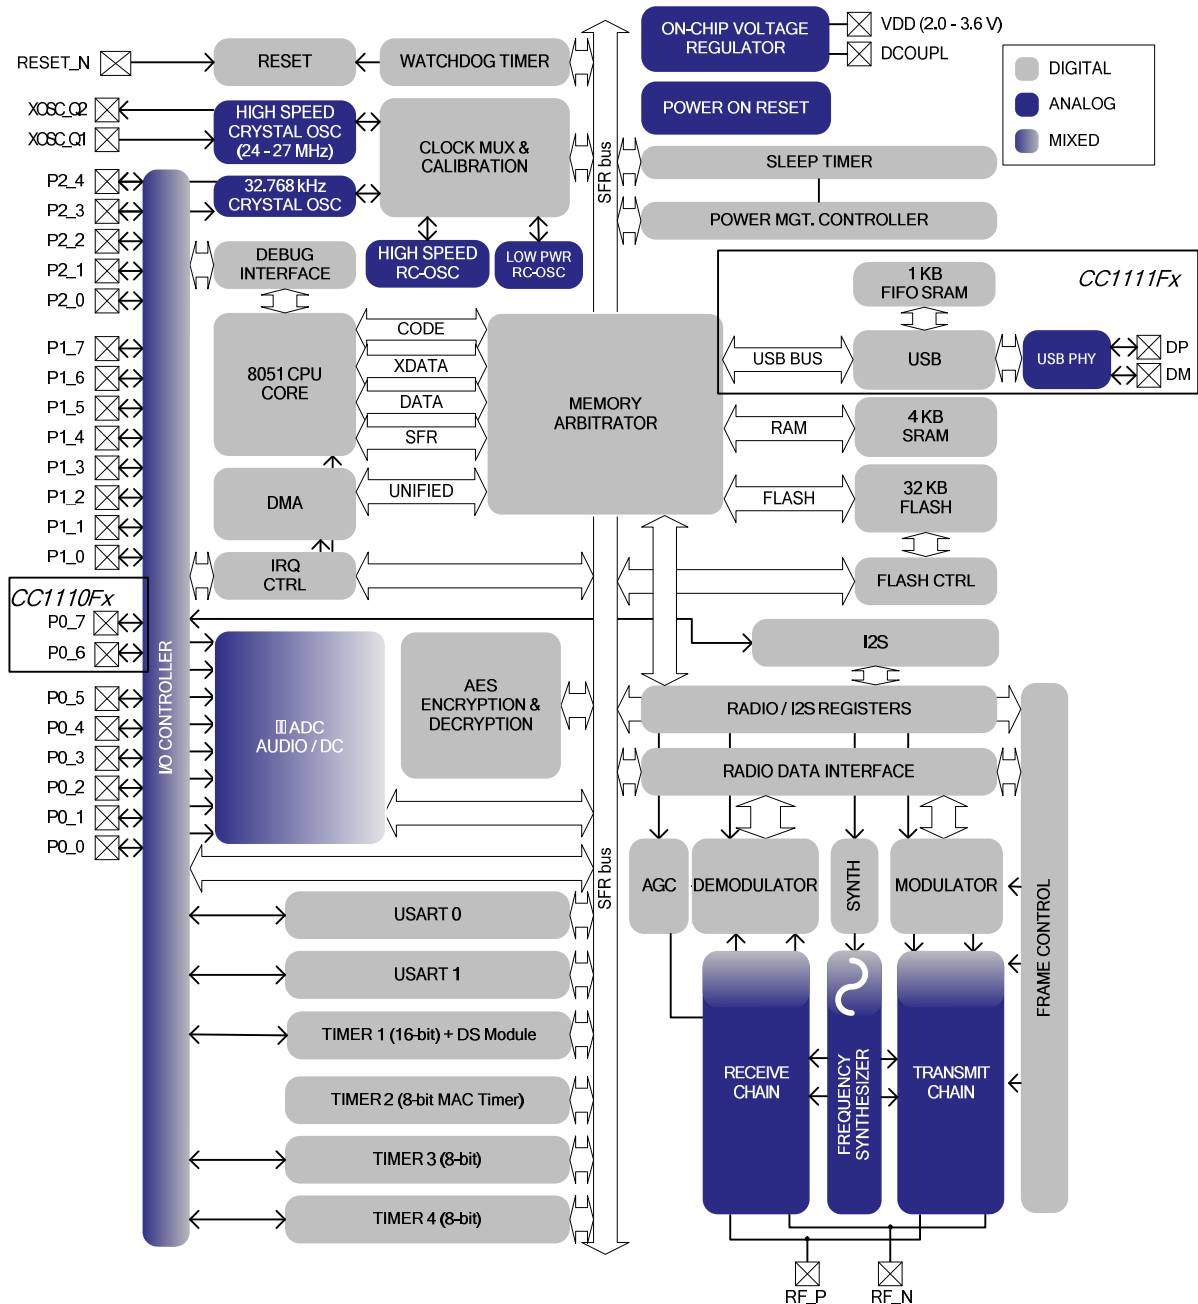 RESET_N
RESET
WATCHDOG TIMER
ON-CHIP VOLTAGE
REGULATOR
VDD (2.0 - 3.6 V)
DCOUPL
DIGITAL
ANALOG
MIXED
XOSC_Q2
XOSC_Q1
HIGH SPEED
CRYSTAL OSC
(24 - 27 MHz)
CLOCK MUX &
CALIBRATION
POWER ON RESET
SFR bus
SLEEP TIMER
POWER MGT. CONTROLLER
P2_4
P2_3
P2_2
P2_1
P2_0
32.768 kHz
CRYSTAL OSC
DEBUG
INTERFACE
HIGH SPEED
RC-OSC
LOW PWR
RC-OSC
1 KB
FIFO SRAM
CC1111Fx
USB BUS
USB
USB PHY
DP
DM
P1_7
P1_6
P1_5
P1_4
P1_3
P1_2
P1_1
P1_0
8051 CPU
CORE
CODE
XDATA
DATA
SFR
MEMORY
ARBITRATOR
RAM
4 KB
SRAM
DMA
UNIFIED
FLASH
32 KB
FLASH
IRQ
CTRL
FLASH CTRL
CC1110Fx
P0_7
P0_6
P0_5
P0_4
P0_3
P0_2
P0_1
P0_0
I/O CONTROLLER
I2S
ADC
AUDIO / DC
AES
ENCRYPTION &
DECRYPTION
RADIO / I2S REGISTERS
RADIO DATA INTERFACE
SFR bus
AGC
DEMODULATOR
SYNTH
MODULATOR
FRAME CONTROL
USART 0
USART 1
TIMER 1 (16-bit) + DS Module
TIMER 2 (8-bit MAC Timer)
TIMER 3 (8-bit)
TIMER 4 (8-bit)
RECEIVE
CHAIN
FREQUENCY
SYNTHESIZER
TRANSMIT
CHAIN
RF_P
RF_N